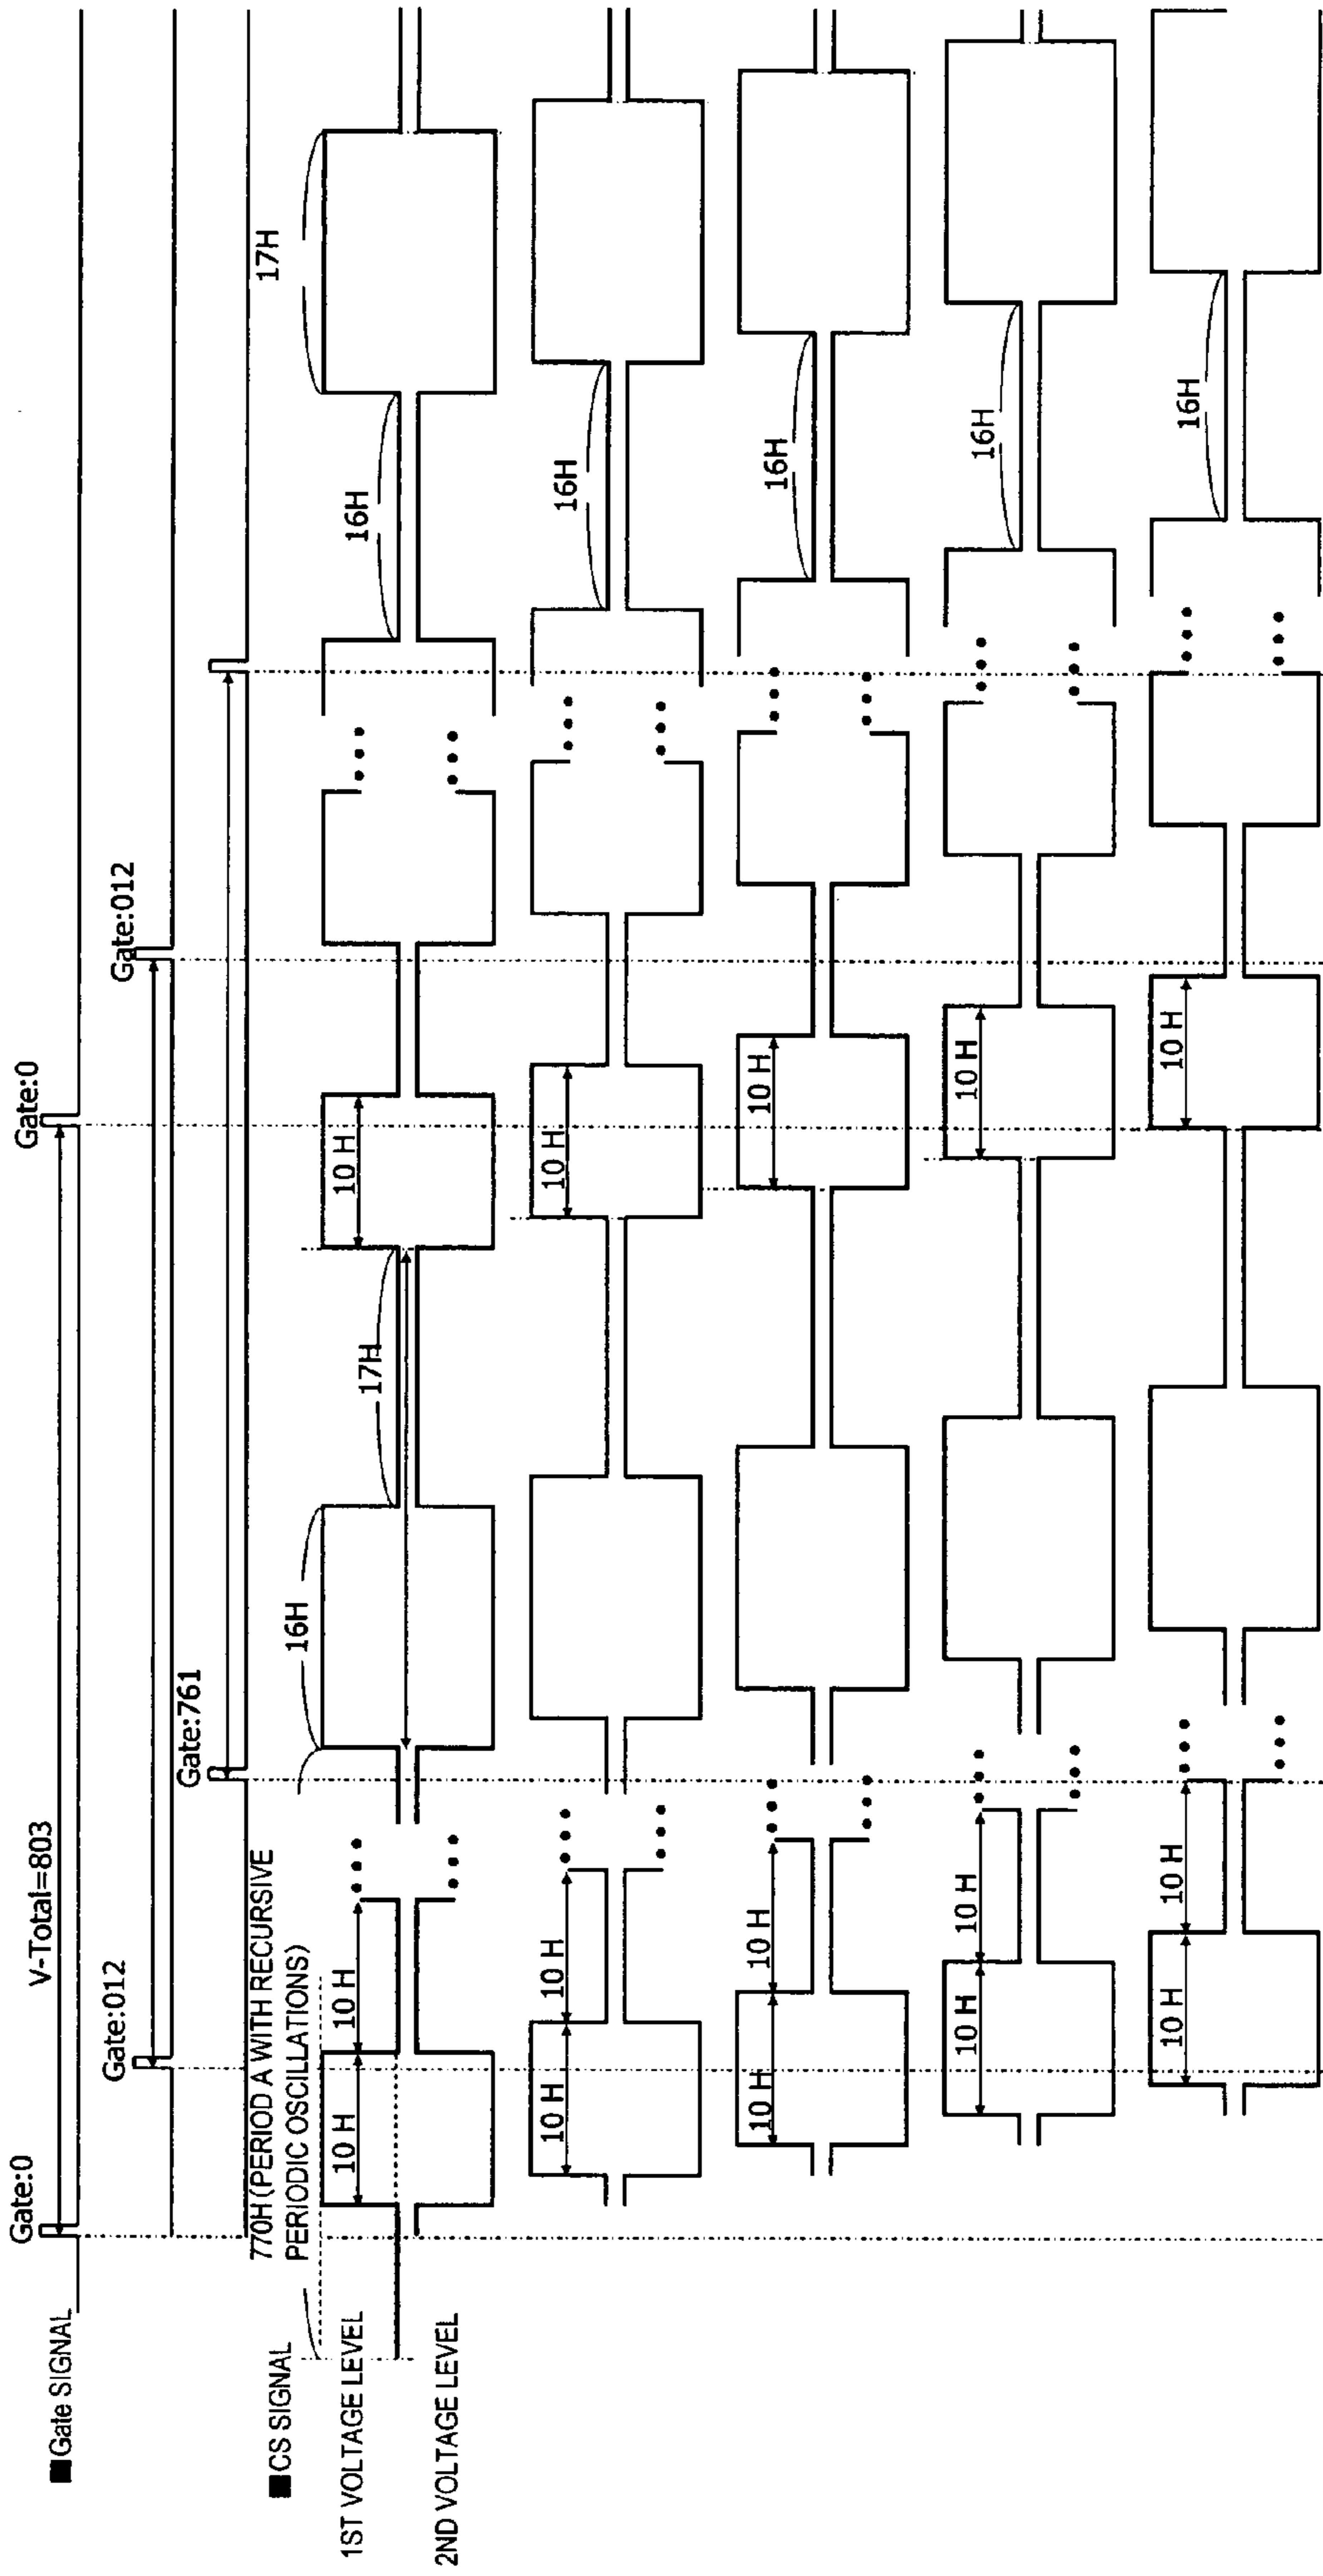 ■Gate SIGNAL
Gate:0
V-Total=803
Gate:0
Gate:012
Gate:012
Gate:761
■CS SIGNAL
770H (PERIOD A WITH RECURSIVE
PERIODIC OSCILLATIONS)
16H
17H
17H
16H
1ST VOLTAGE LEVEL
2ND VOLTAGE LEVEL
10 H
10 H
10 H
10 H
10 H
10 H
16H
10 H
10 H
10 H
16H
10 H
10 H
10 H
16H
10 H
10 H
10 H
16H